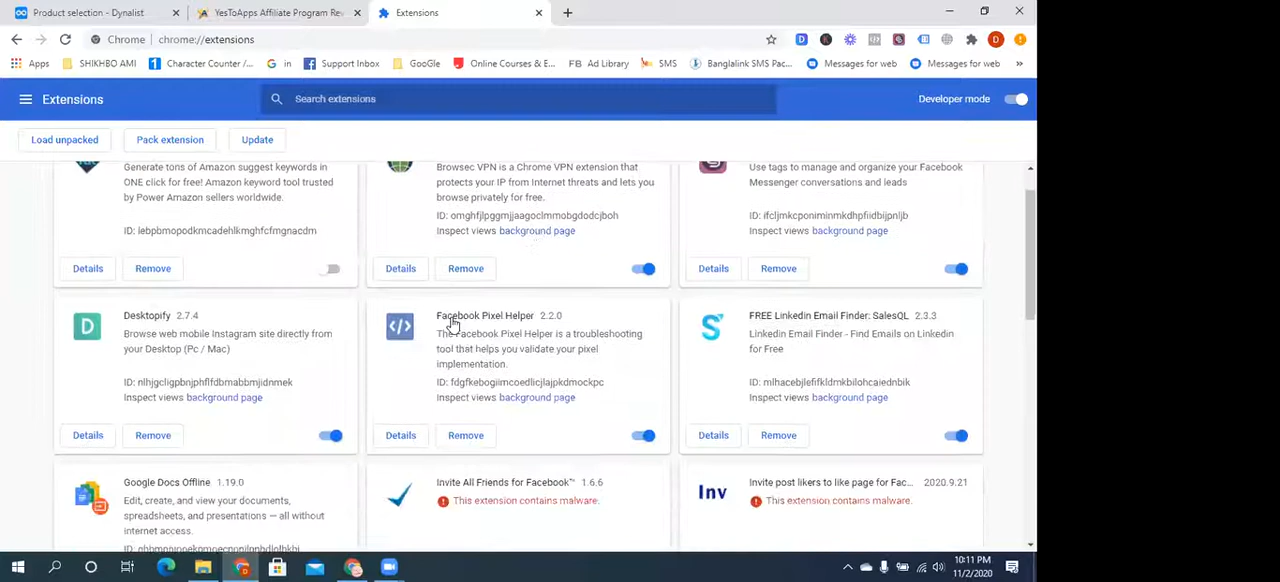 Product selection - Dynalist
YesToApps Affiliate Program Rev
Extensions
Chrome | chrome://extensions
Apps
SHIKHBO AMI
Character Counter /...
in
Support Inbox
GooGle
Online Courses & E...
FB Ad Library
SMS
Banglalink SMS Pac...
Messages for web
Messages for web
Extensions
Search extensions
Developer mode
Load unpacked
Pack extension
Update
Generate tons of Amazon suggest keywords in
ONE click for free! Amazon keyword tool trusted
by Power Amazon sellers worldwide.
ID: iebpbmopodkmcadehlkmghfcfmgnacdm
Details
Remove
Browsec VPN is a Chrome VPN extension that
protects your IP from Internet threats and lets you
browse privately for free.
ID: omghfjlpggmjjaagoclmmobgdodcjboh
Inspect views background page
Details
Remove
Use tags to manage and organize your Facebook
Messenger conversations and leads
ID: ifcljmkcponiminmkdhpfiidbijpnljb
Inspect views background page
Details
Remove
Desktopify 2.7.4
Browse web mobile Instagram site directly from
your Desktop (Pc / Mac)
ID: nlhjgcligpbnjphflfdbmabbmjidnmek
Inspect views background page
Details
Remove
Facebook Pixel Helper 2.2.0
The Facebook Pixel Helper is a troubleshooting
tool that helps you validate your pixel
implementation.
ID: fdgfkebogiimcoedlicjlajpkdmockpc
Inspect views background page
Details
Remove
FREE Linkedin Email Finder: SalesQL 2.3.3
Linkedin Email Finder - Find Emails on Linkedin
for Free
ID: mlhacebjlefifkldmkbilohcaiednbik
Inspect views background page
Details
Remove
Google Docs Offline 1.19.0
Edit, create, and view your documents,
spreadsheets, and presentations — all without
internet access.
Invite All Friends for Facebook™ 1.6.6
This extension contains malware.
Inv
Invite post likers to like page for Fac... 2020.9.21
This extension contains malware.
10:11 PM
11/2/2020